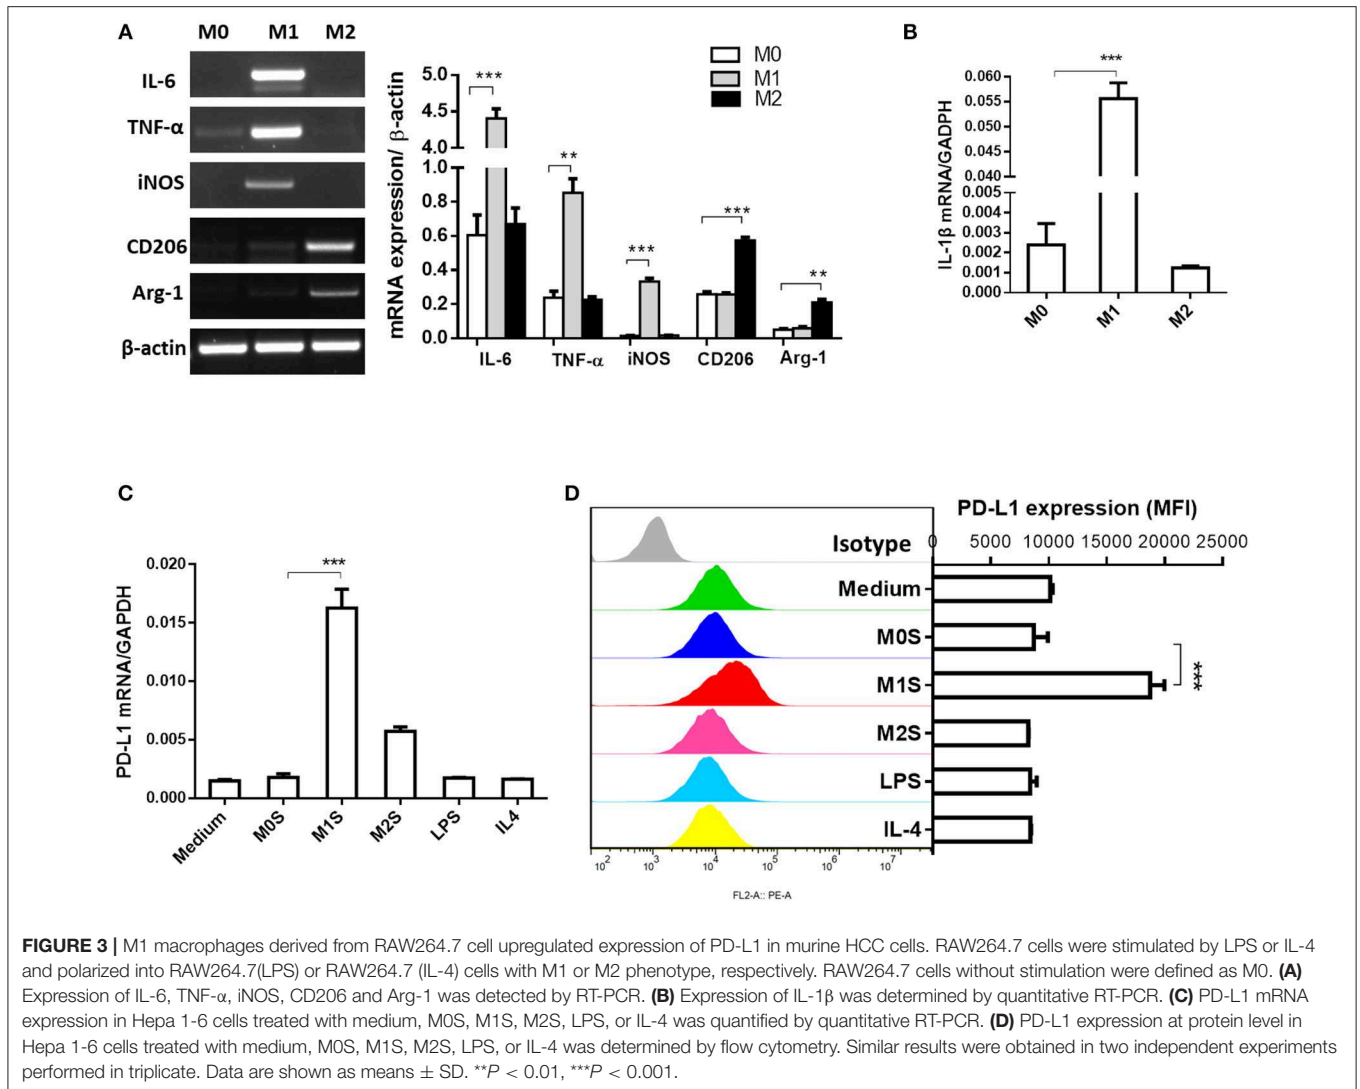 A
M0 M1 M2
IL-6
TNF-α
iNOS
CD206
Arg-1
β-actin
M0
M1
M2
mRNA expression/ β-actin
5.0
4.5
4.0
1.0
0.8
0.6
0.4
0.2
0.0
***
**
***
***
**
IL-6 TNF-α iNOS CD206 Arg-1
B
IL-1β mRNA/GADPH
0.060
0.055
0.050
0.045
0.040
0.005
0.004
0.003
0.002
0.001
0.000
***
M0 M1 M2
C
PD-L1 mRNA/GAPDH
0.020
0.015
0.010
0.005
0.000
***
Medium M0S M1S M2S LPS IL4
D
PD-L1 expression (MFI)
0 5000 10000 15000 20000 25000
Isotype
Medium
M0S
M1S
M2S
LPS
IL-4
***
10² 10³ 10⁴ 10⁵ 10⁶ 10⁷
FL2-A:: PE-A
FIGURE 3 | M1 macrophages derived from RAW264.7 cell upregulated expression of PD-L1 in murine HCC cells. RAW264.7 cells were stimulated by LPS or IL-4
and polarized into RAW264.7(LPS) or RAW264.7 (IL-4) cells with M1 or M2 phenotype, respectively. RAW264.7 cells without stimulation were defined as M0. (A)
Expression of IL-6, TNF-α, iNOS, CD206 and Arg-1 was detected by RT-PCR. (B) Expression of IL-1β was determined by quantitative RT-PCR. (C) PD-L1 mRNA
expression in Hepa 1-6 cells treated with medium, M0S, M1S, M2S, LPS, or IL-4 was quantified by quantitative RT-PCR. (D) PD-L1 expression at protein level in
Hepa 1-6 cells treated with medium, M0S, M1S, M2S, LPS, or IL-4 was determined by flow cytometry. Similar results were obtained in two independent experiments
performed in triplicate. Data are shown as means ± SD. **P < 0.01, ***P < 0.001.